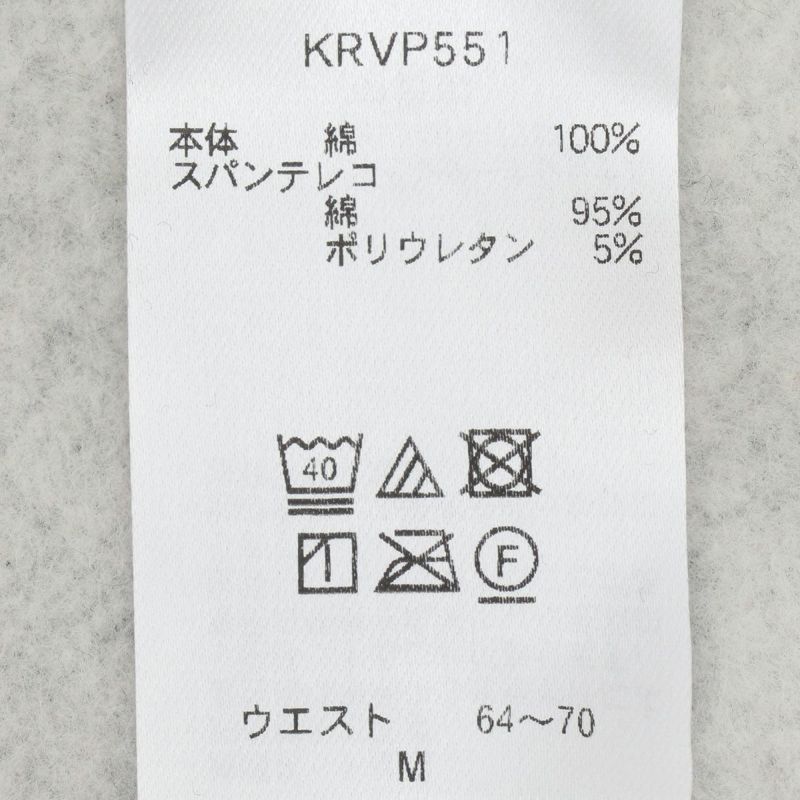 KRVP551
本体 綿 100%
スパンテレコ
綿 95%
ポリウレタン 5%
40
F
ウエスト 64～70
M